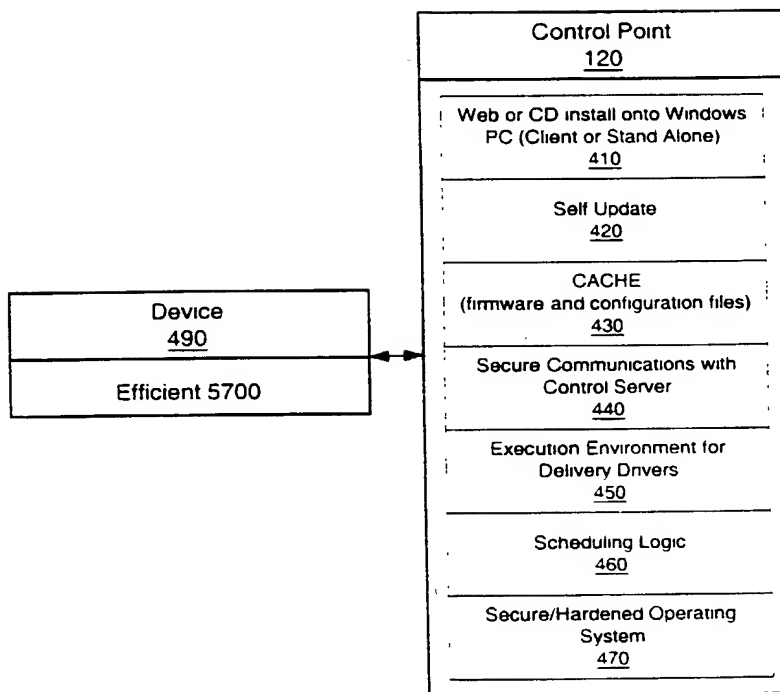 Control Point
120
Web or CD install onto Windows
PC (Client or Stand Alone)
410
Self Update
420
CACHE
(firmware and configuration files)
430
Device
490
Efficient 5700
Secure Communications with
Control Server
440
Execution Environment for
Delivery Drivers
450
Scheduling Logic
460
Secure/Hardened Operating
System
470